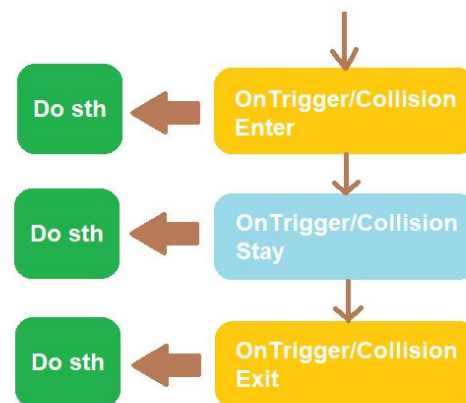 Do sth
OnTrigger/Collision
Enter
Do sth
OnTrigger/Collision
Stay
Do sth
OnTrigger/Collision
Exit